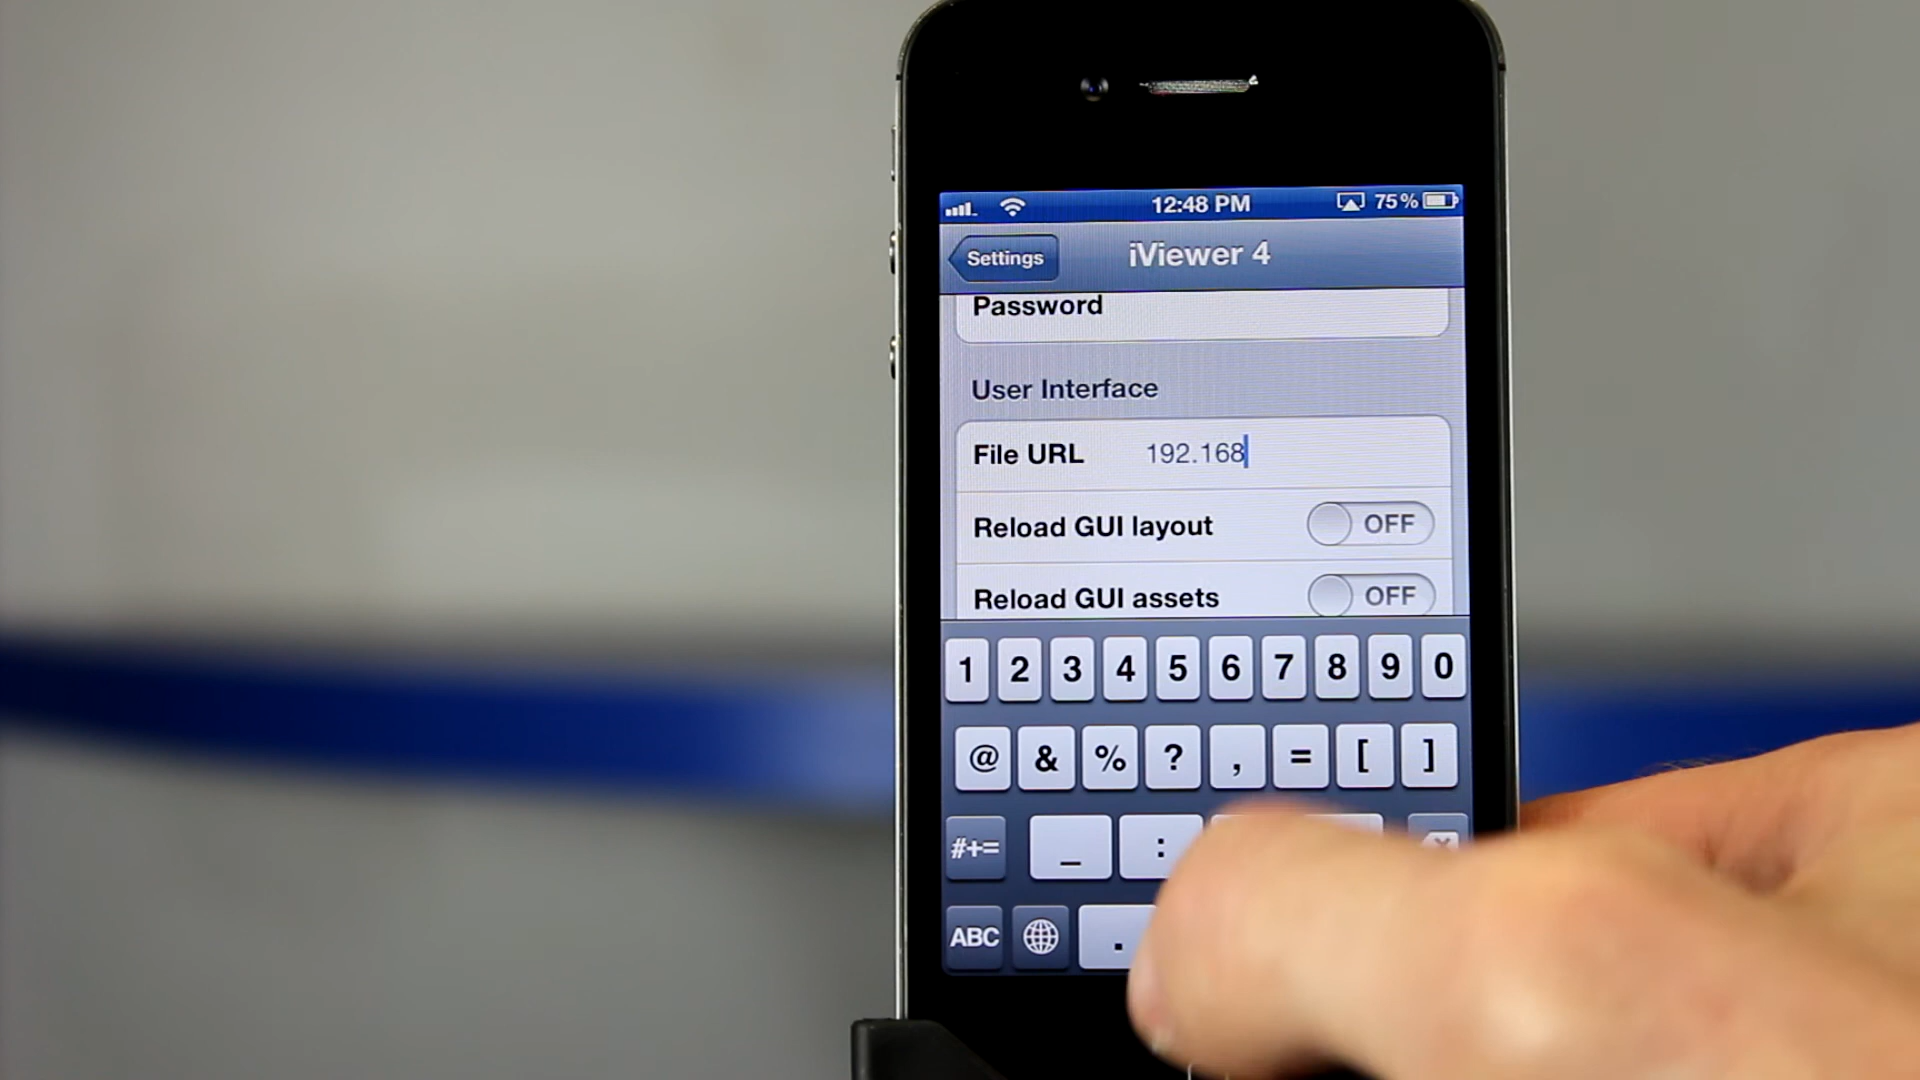 12:48 PM 75%
Settings iViewer 4
Password
User Interface
File URL 192.168
Reload GUI layout OFF
Reload GUI assets OFF
1 2 3 4 5 6 7 8 9 0
@ & % ? , = [ ]
#+= _ :
ABC .